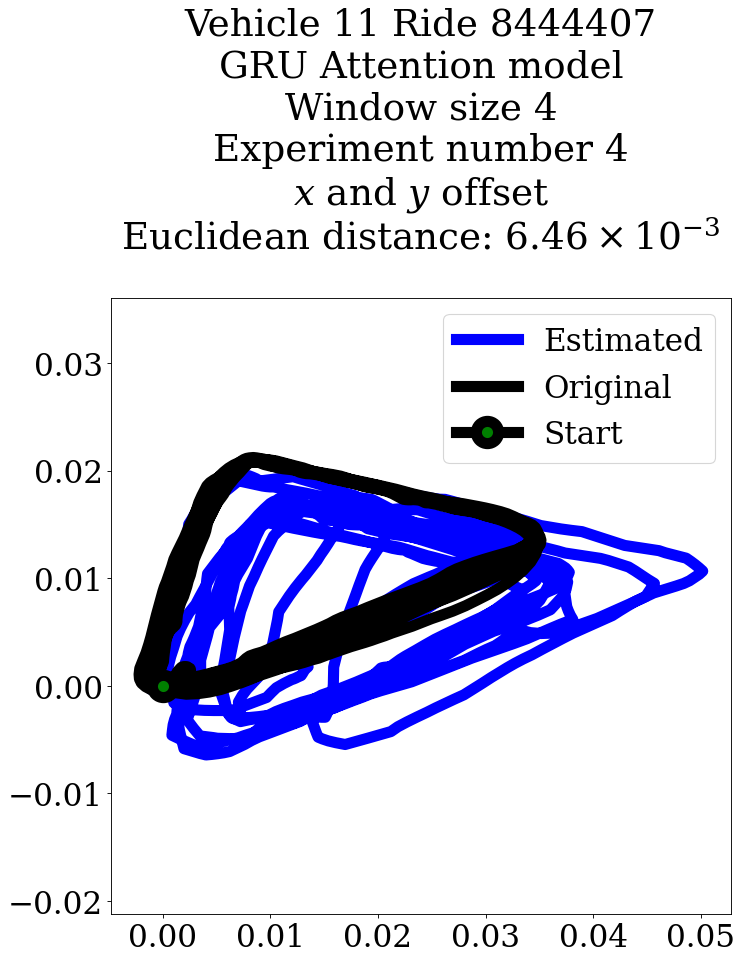 Vehicle 11 Ride 8444407
GRU Attention model
Window size 4
Experiment number 4
x and y offset
Euclidean distance: 6.46 × 10⁻³
Estimated
Original
Start
0.03
0.02
0.01
0.00
−0.01
−0.02
0.00 0.01 0.02 0.03 0.04 0.05